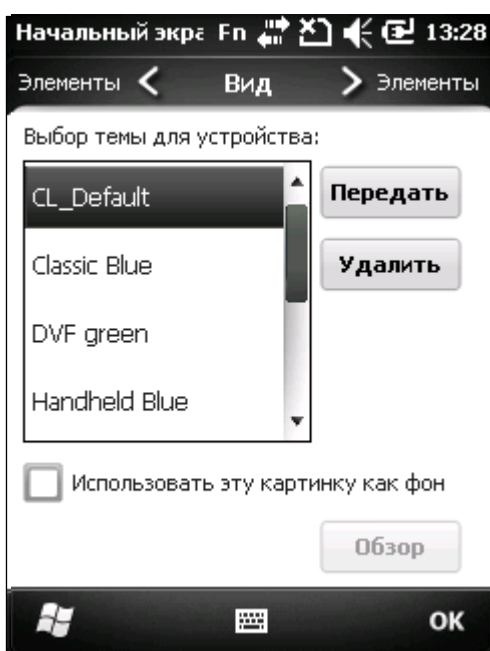 Начальный экра Fn 13:28
Элементы Вид Элементы
Выбор темы для устройства:
CL_Default
Передать
Classic Blue
Удалить
DVF green
Handheld Blue
Использовать эту картинку как фон
Обзор
OK